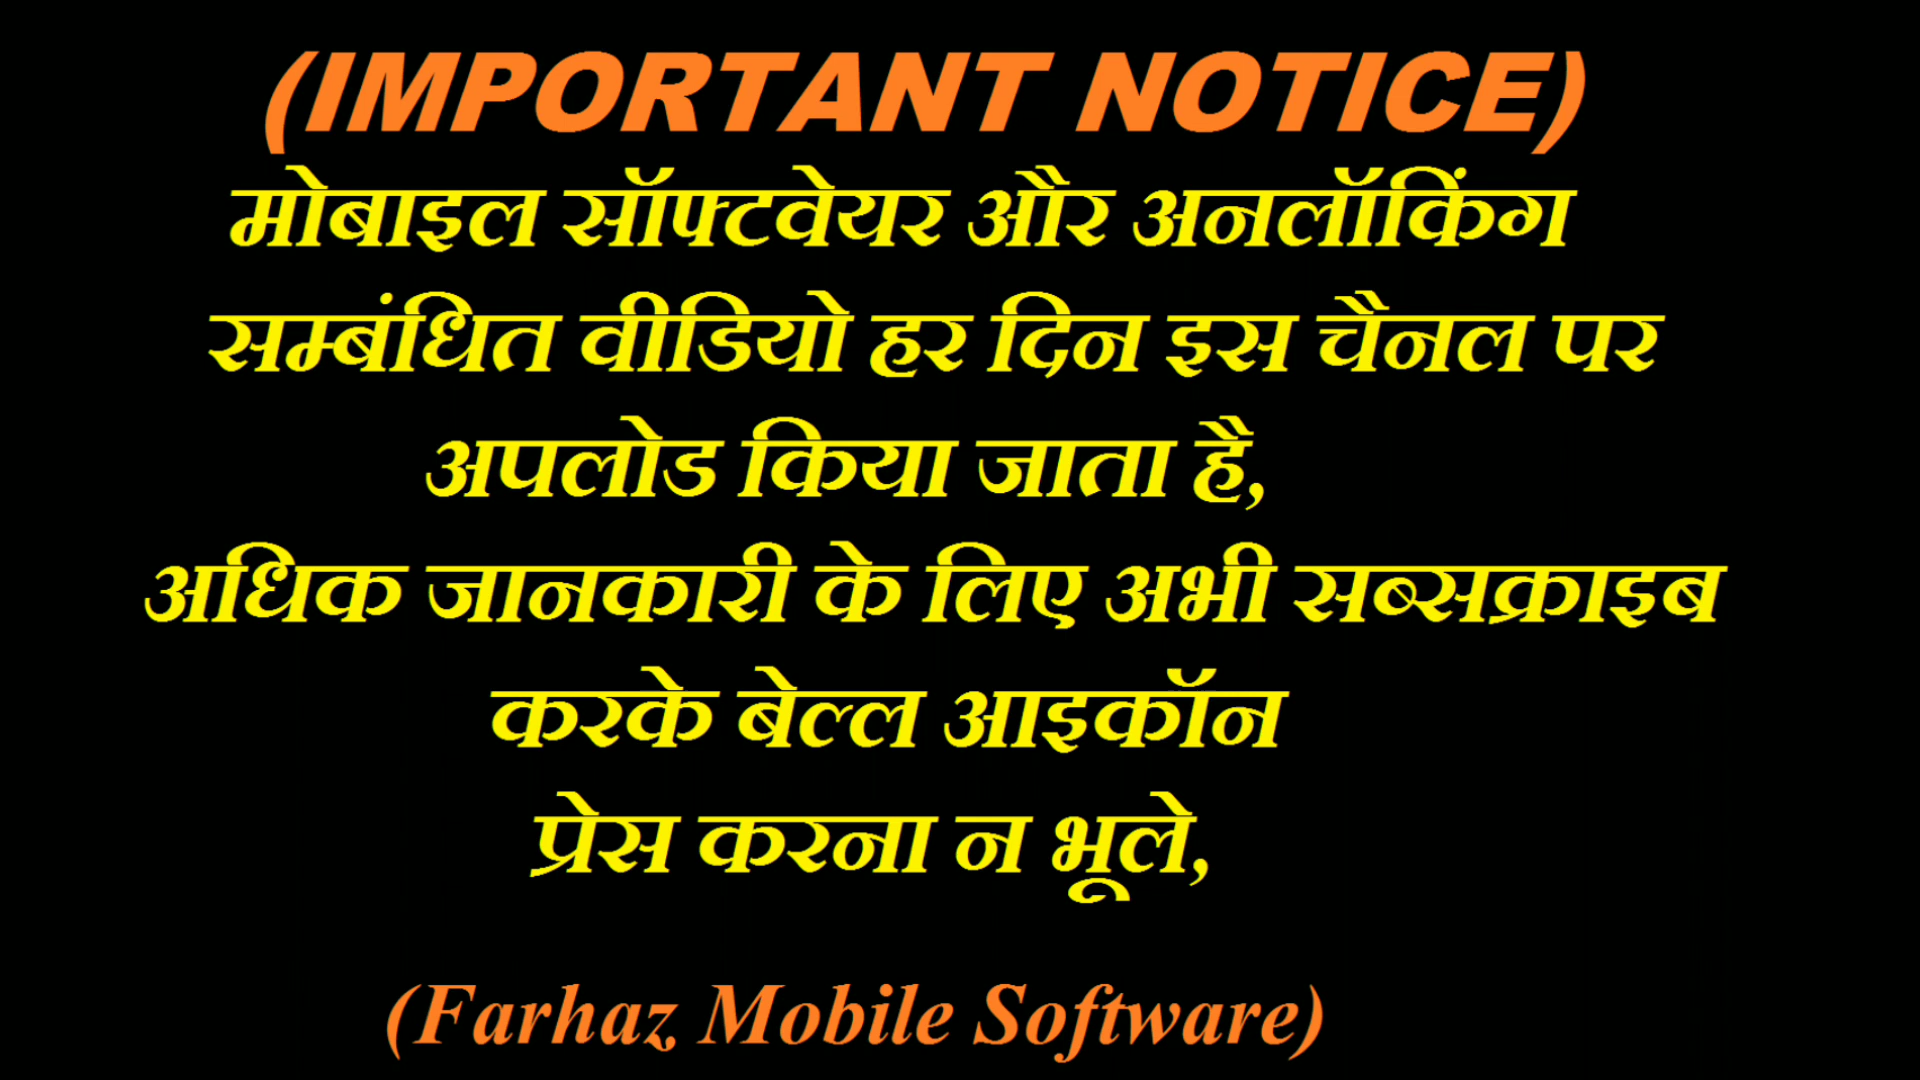 (IMPORTANT NOTICE)
मोबाइल सॉफ्टवेयर और अनलॉकिंग
सम्बंधित वीडियो हर दिन इस चैनल पर
अपलोड किया जाता है,
अधिक जानकारी के लिए अभी सब्सक्राइब
करके बेल्ल आइकॉन
प्रेस करना न भूले,
(Farhaz Mobile Software)